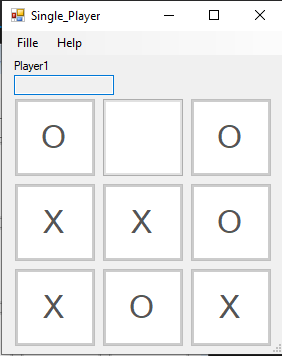 Single_Player
Fille Help
Player1
O O
X X O
X O X